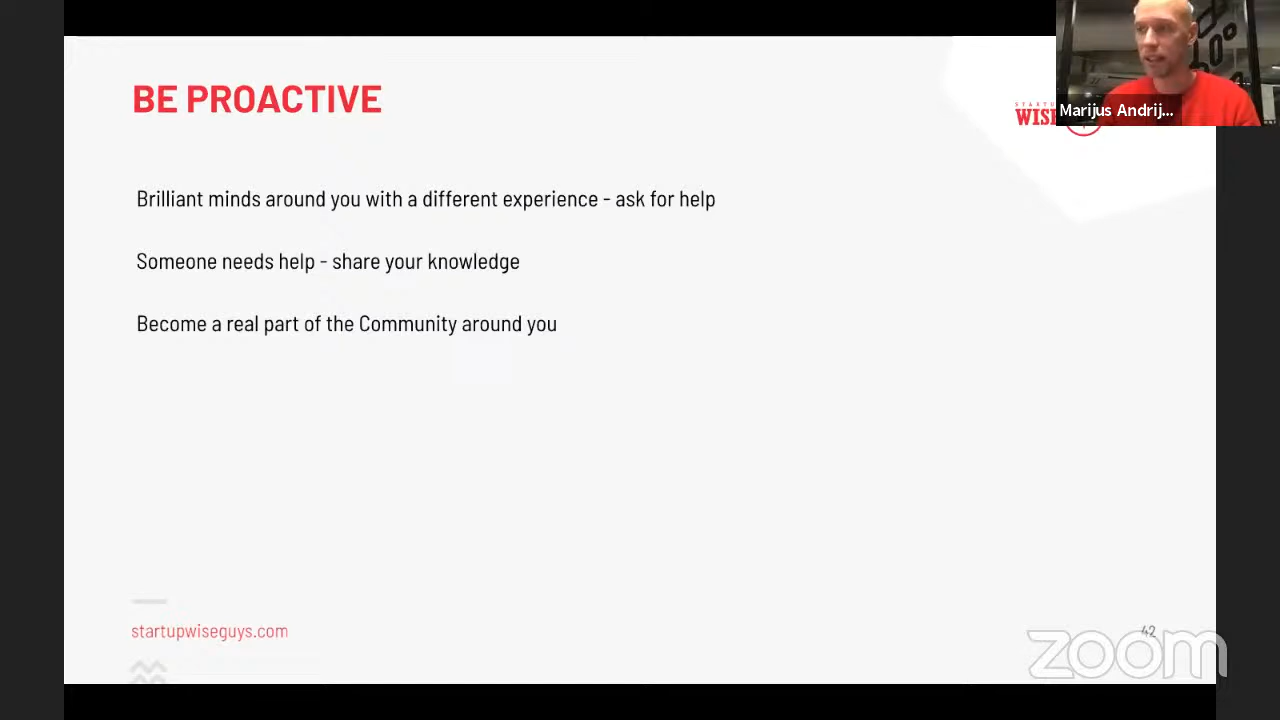 BE PROACTIVE
Marijus Andrij...
Brilliant minds around you with a different experience - ask for help
Someone needs help - share your knowledge
Become a real part of the Community around you
startupwiseguys.com
42
zoom